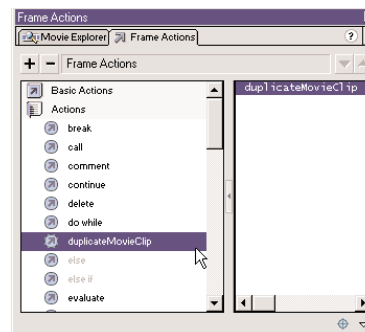 Frame Actions
Movie Explorer Frame Actions ?
+ - Frame Actions
Basic Actions
Actions
break
call
comment
continue
delete
do while
duplicateMovieClip
else
else if
evaluate
duplicateMovieClip